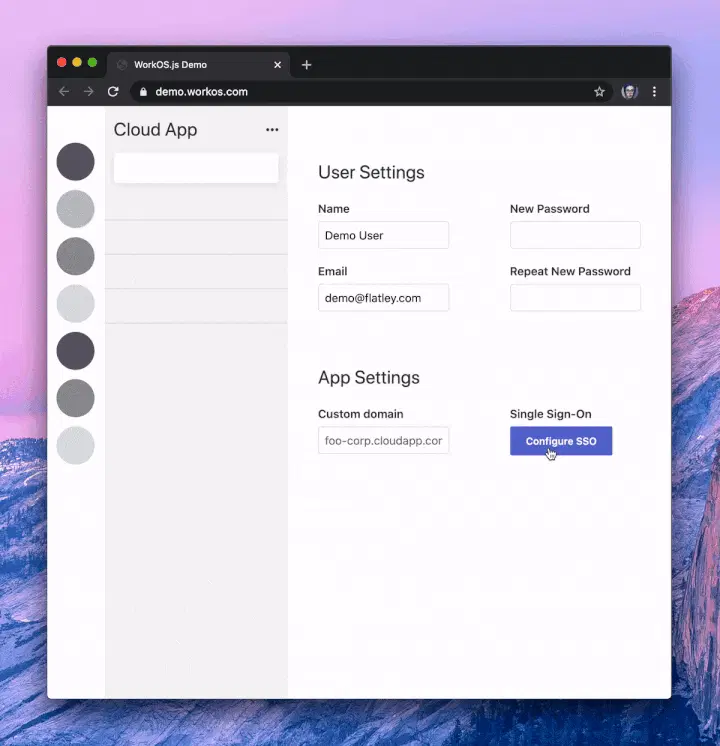 WorkOS.js Demo
demo.workos.com
Cloud App
User Settings
Name
New Password
Demo User
Email
Repeat New Password
demo@flatley.com
App Settings
Custom domain
Single Sign-On
foo-corp.cloudapp.cor
Configure SSO